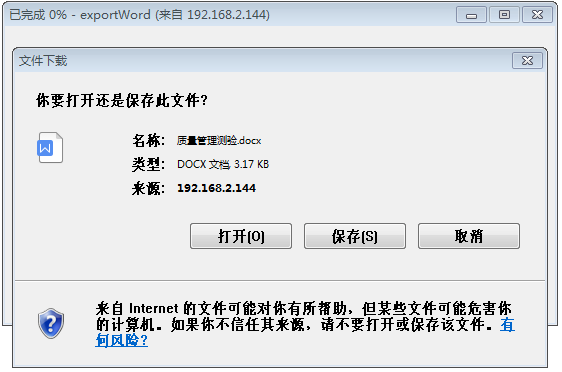 已完成 0% - exportWord (来自 192.168.2.144)
文件下载
你要打开还是保存此文件?
名称: 质量管理测验.docx
类型: DOCX 文档, 3.17 KB
来源: 192.168.2.144
打开(O) 保存(S) 取消
来自 Internet 的文件可能对你有所帮助，但某些文件可能危害你
的计算机。如果你不信任其来源，请不要打开或保存该文件。有
何风险?